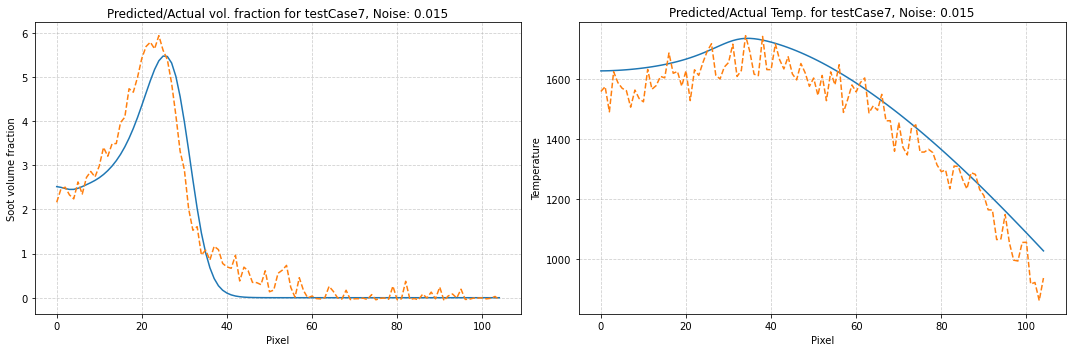 Predicted/Actual vol. fraction for testCase7, Noise: 0.015
Soot volume fraction
6
5
4
3
2
1
0
0 20 40 60 80 100
Pixel
Predicted/Actual Temp. for testCase7, Noise: 0.015
Temperature
1600
1400
1200
1000
0 20 40 60 80 100
Pixel